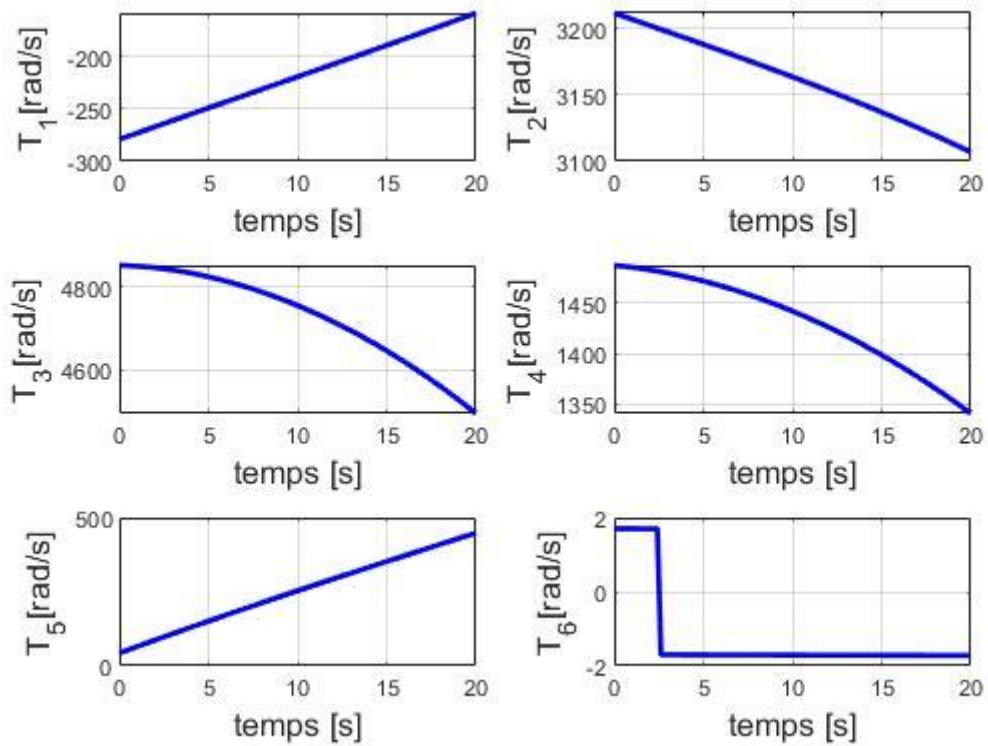 -200
-250
-300
T1[rad/s]
0 5 10 15 20
temps [s]
3200
3150
3100
T2[rad/s]
0 5 10 15 20
temps [s]
4800
4600
T3[rad/s]
0 5 10 15 20
temps [s]
1450
1400
1350
T4[rad/s]
0 5 10 15 20
temps [s]
500
0
T5[rad/s]
0 5 10 15 20
temps [s]
2
0
-2
T6[rad/s]
0 5 10 15 20
temps [s]